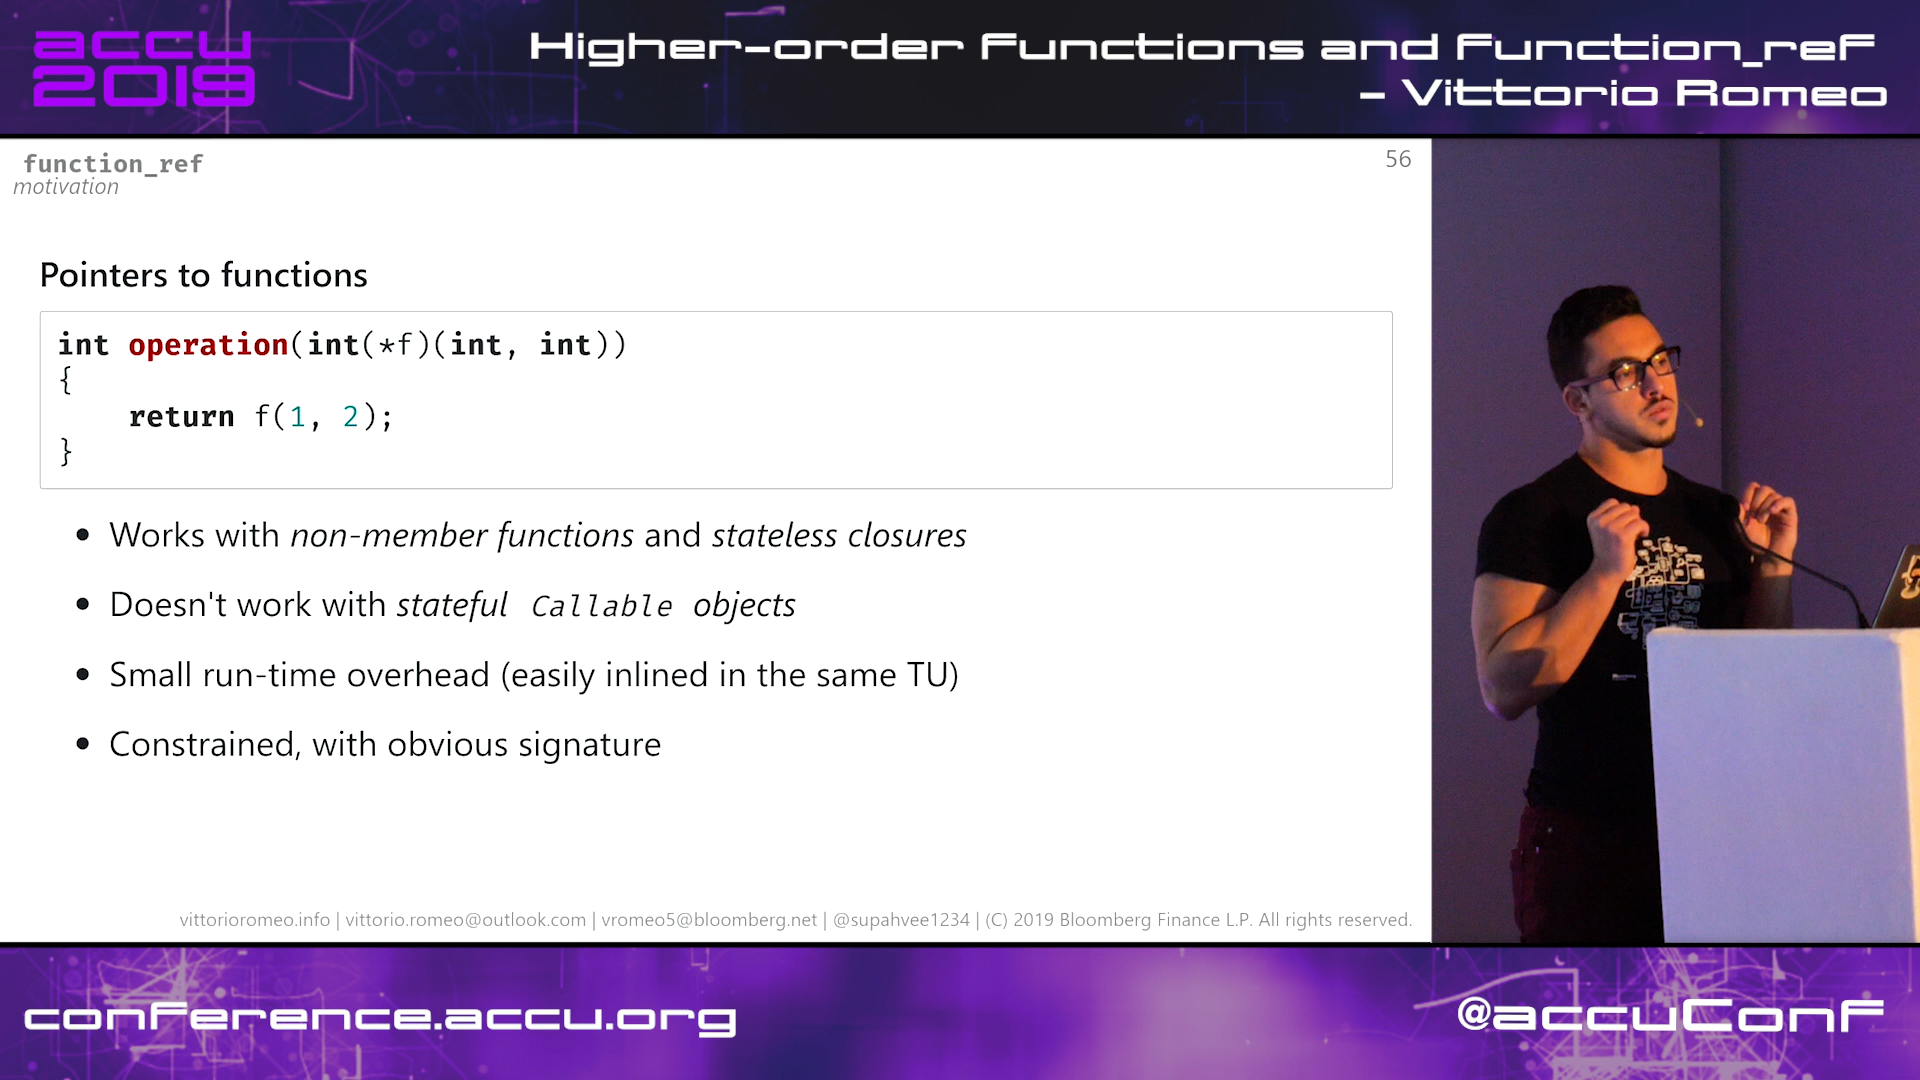 accu
2019
Higher-order Functions and Function_ref
- Vittorio Romeo
function_ref
motivation
56
Pointers to functions
int operation(int(*f)(int, int))
{
    return f(1, 2);
}
• Works with non-member functions and stateless closures
• Doesn't work with stateful Callable objects
• Small run-time overhead (easily inlined in the same TU)
• Constrained, with obvious signature
vittorioromeo.info | vittorio.romeo@outlook.com | vromeo5@bloomberg.net | @supahvee1234 | (C) 2019 Bloomberg Finance L.P. All rights reserved.
conference.accu.org
@accuConf